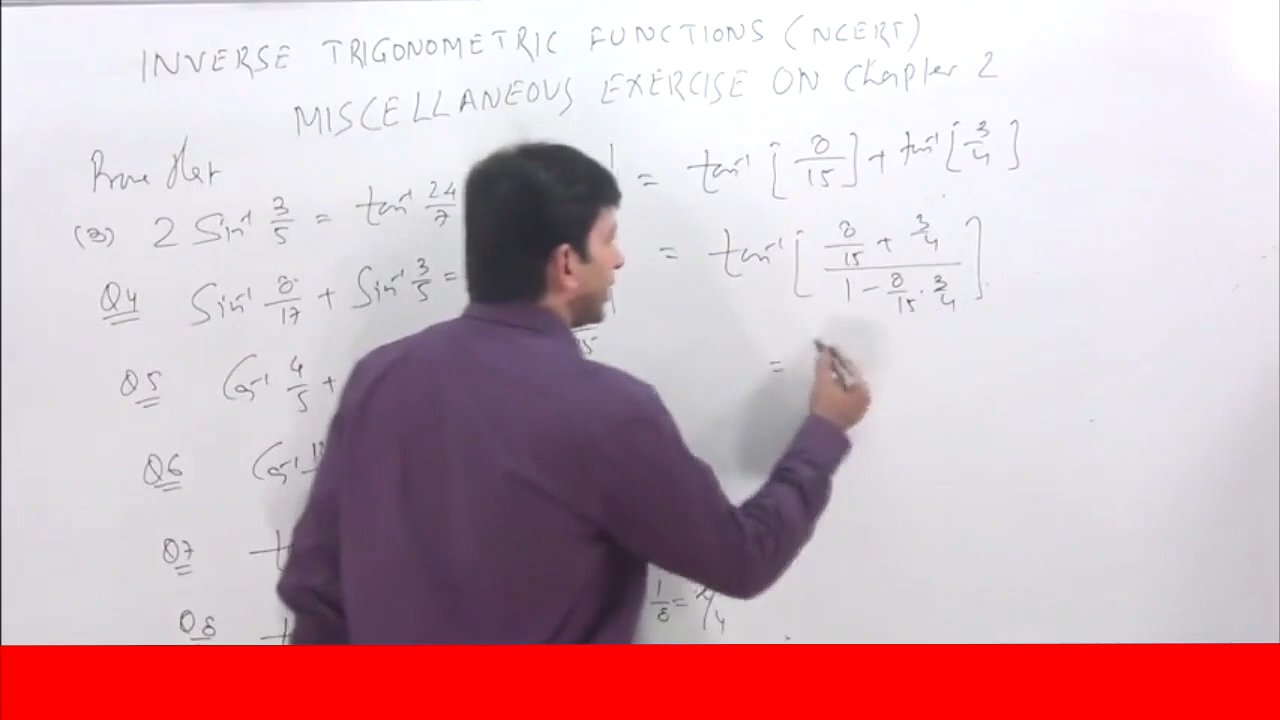 INVERSE TRIGONOMETRIC FUNCTIONS (NCERT)
MISCELLANEOUS EXERCISE ON Chapter 2
Prove that
(3) 2 Sin⁻¹ 3/5 = tan⁻¹ 24/7
Q4 Sin⁻¹ 8/17 + Sin⁻¹ 3/5 =
Q5 Cos⁻¹ 4/5 +
Q6 Cos⁻¹
Q7
Q8
1/8 = π/4
= tan⁻¹ [8/15] + tan⁻¹ [3/4]
= tan⁻¹ [(8/15 + 3/4)/(1 - 8/15 . 3/4)]
=